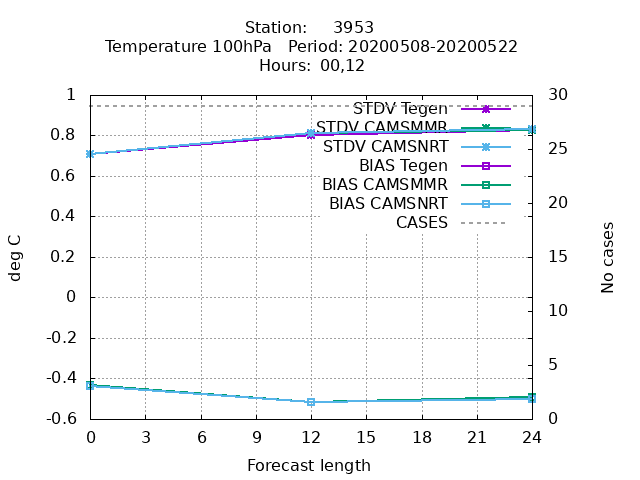 Station:     3953
Temperature 100hPa   Period: 20200508-20200522
Hours:  00,12
1
0.8
0.6
0.4
0.2
0
-0.2
-0.4
-0.6
deg C
30
25
20
15
10
5
0
No cases
STDV Tegen
STDV CAMSMMR
STDV CAMSNRT
BIAS Tegen
BIAS CAMSMMR
BIAS CAMSNRT
CASES
0 3 6 9 12 15 18 21 24
Forecast length